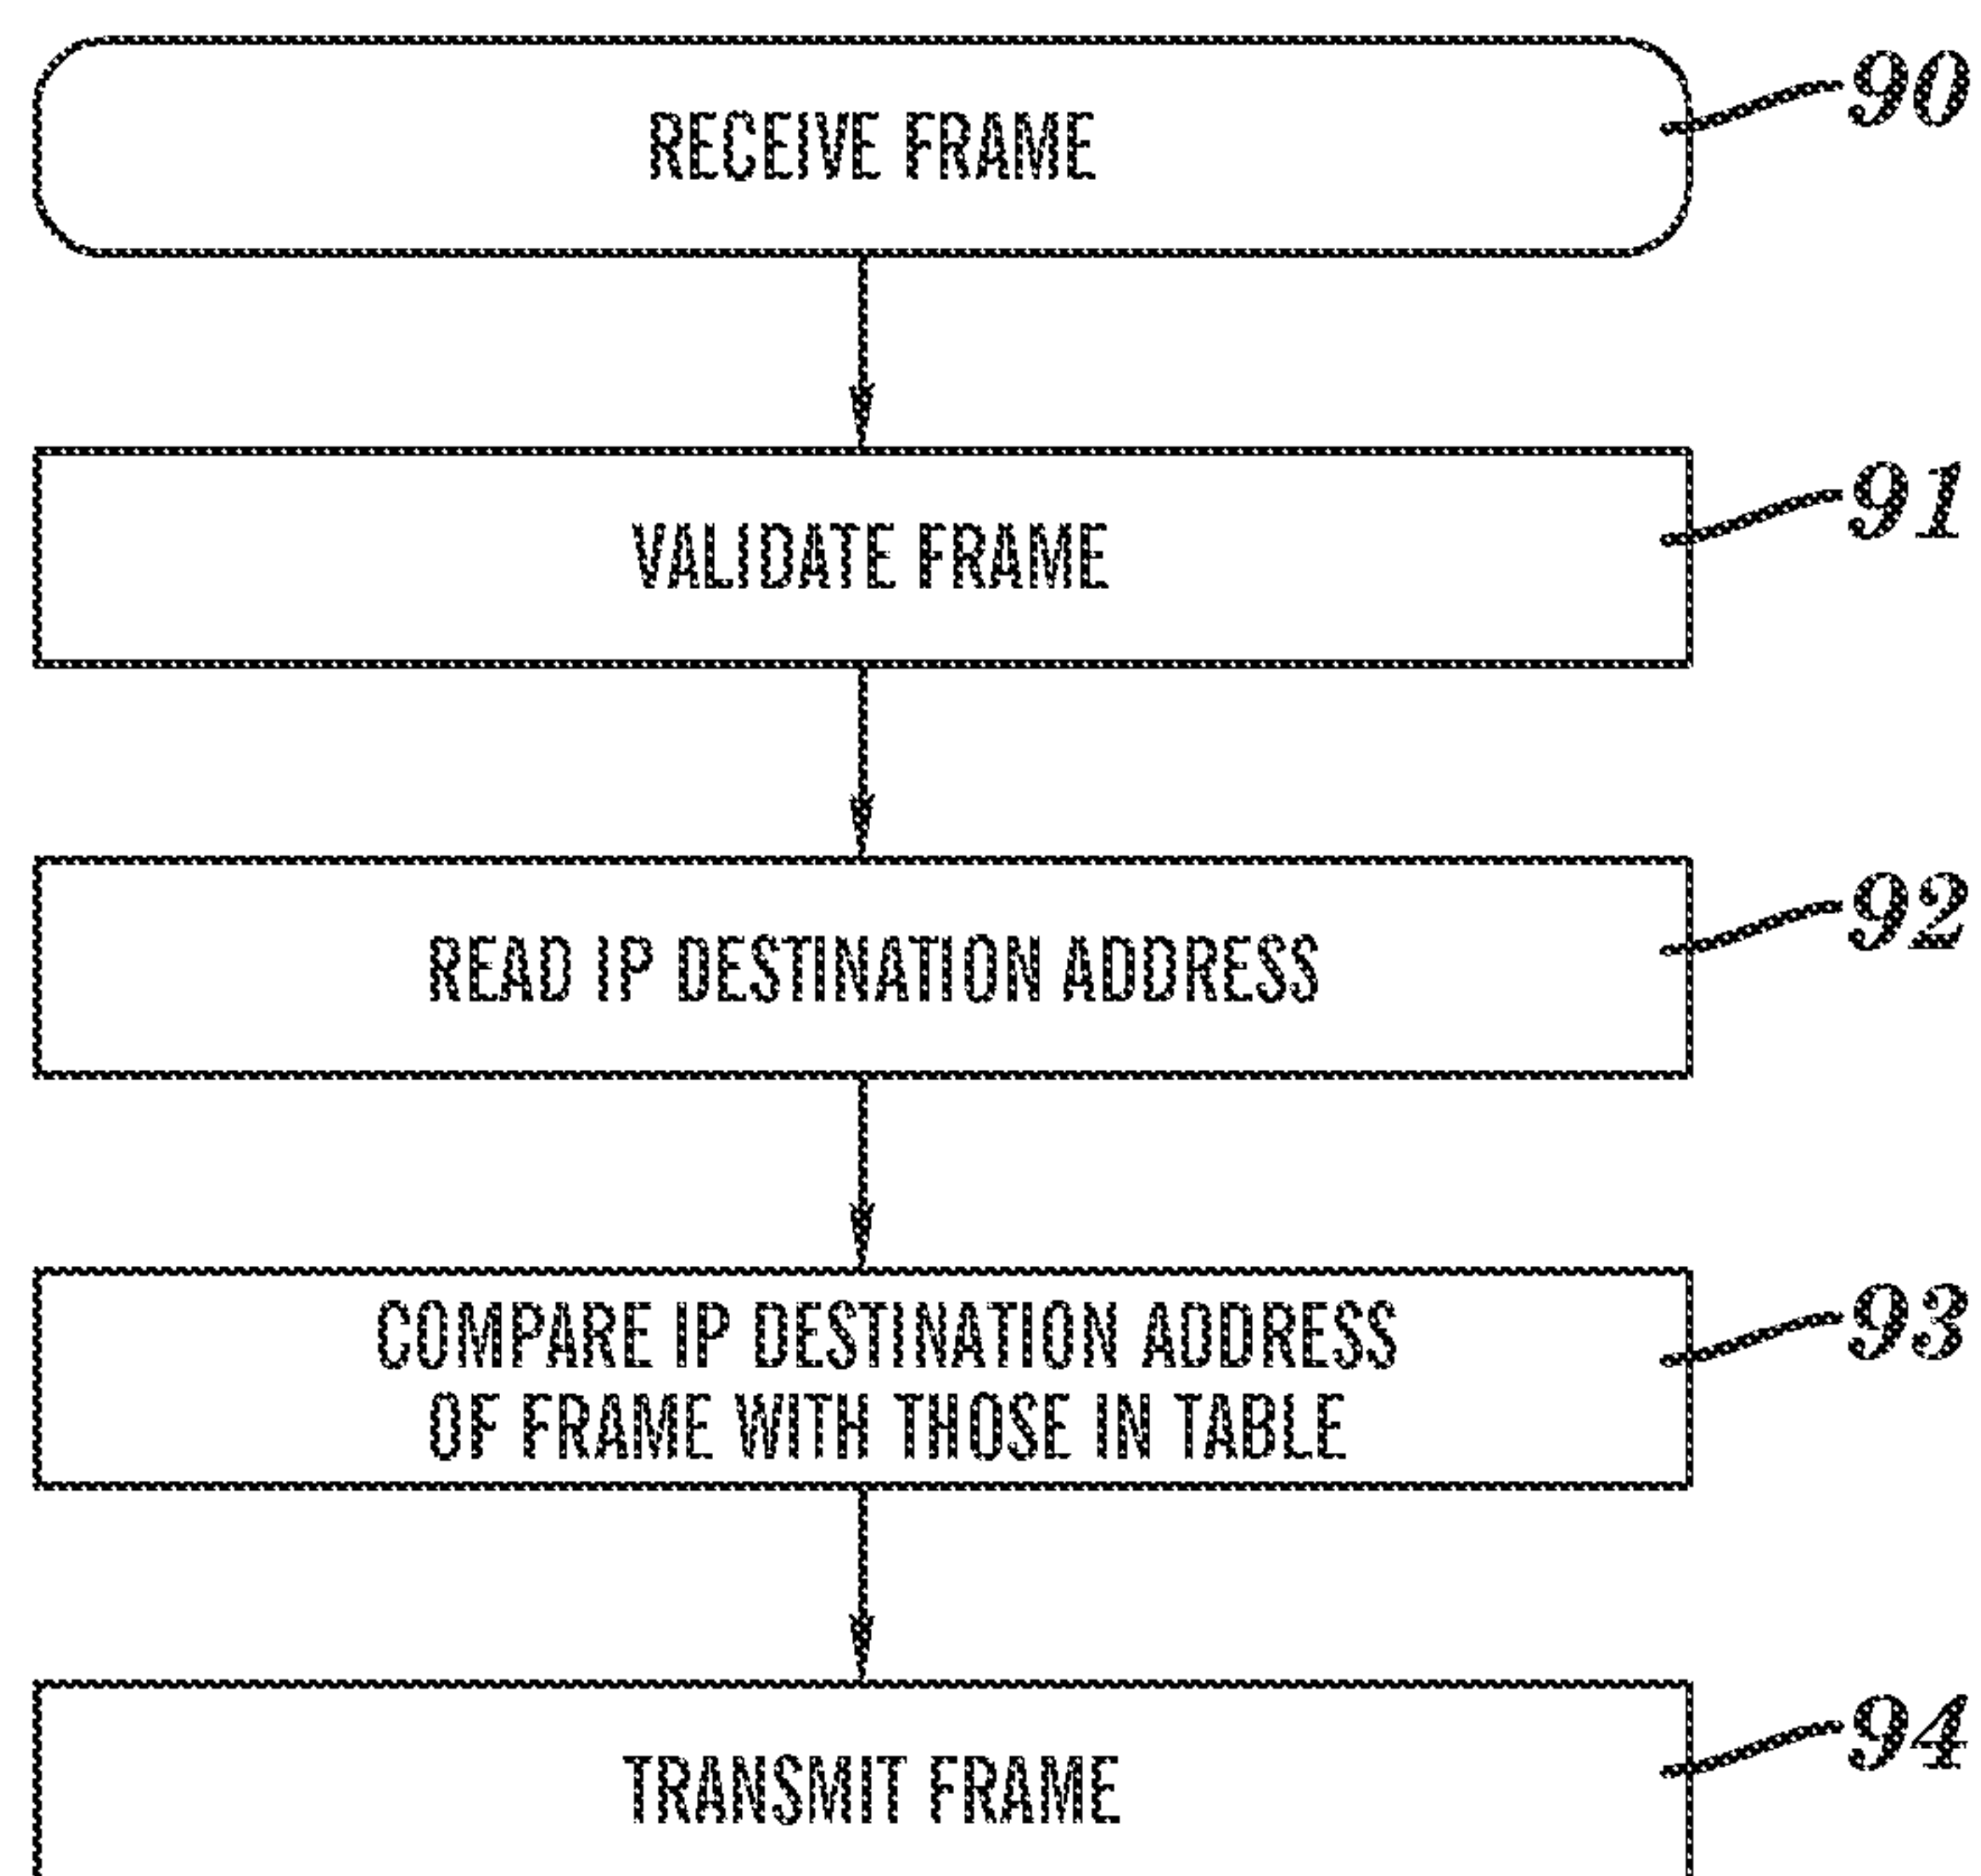 RECEIVE FRAME
90
VALIDATE FRAME
91
READ IP DESTINATION ADDRESS
92
COMPARE IP DESTINATION ADDRESS
OF FRAME WITH THOSE IN TABLE
93
TRANSMIT FRAME
94